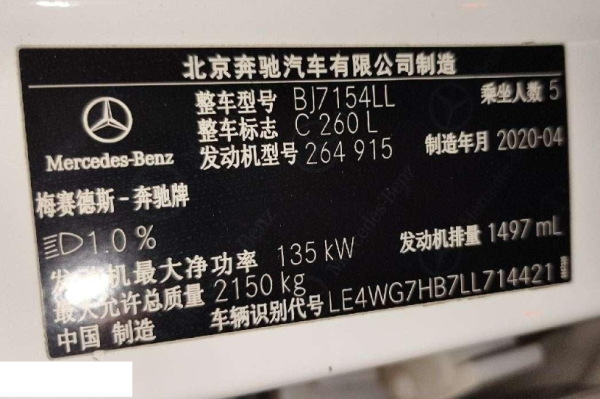 北京奔驰汽车有限公司制造
整车型号 BJ7154LL 乘坐人数 5
整车标志 C 260 L
发动机型号 264 915 制造年月 2020-04
Mercedes-Benz
梅赛德斯-奔驰牌
1.0%
发动机最大净功率 135 kW 发动机排量 1497 mL
最大允许总质量 2150 kg
车辆识别代号 LE4WG7HB7LL714421
中国 制造